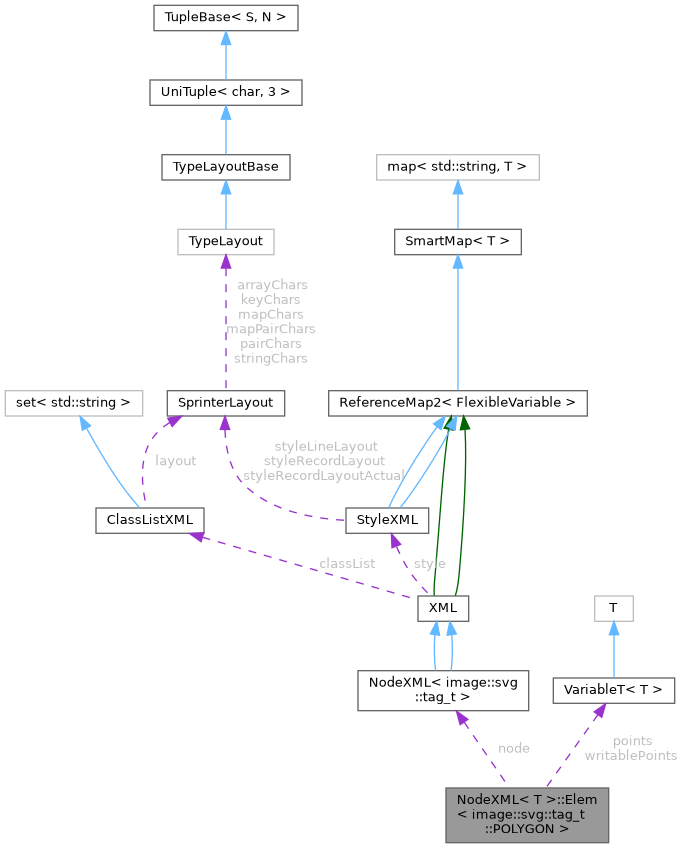 TupleBase< S, N >
UniTuple< char, 3 >
TypeLayoutBase
map< std::string, T >
TypeLayout
SmartMap< T >
arrayChars
keyChars
mapChars
mapPairChars
pairChars
stringChars
set< std::string >
SprinterLayout
ReferenceMap2< FlexibleVariable >
layout
styleLineLayout
styleRecordLayout
styleRecordLayoutActual
ClassListXML
StyleXML
classList
style
XML
T
NodeXML< image::svg
::tag_t >
VariableT< T >
node
points
writablePoints
NodeXML< T >::Elem
< image::svg::tag_t
::POLYGON >